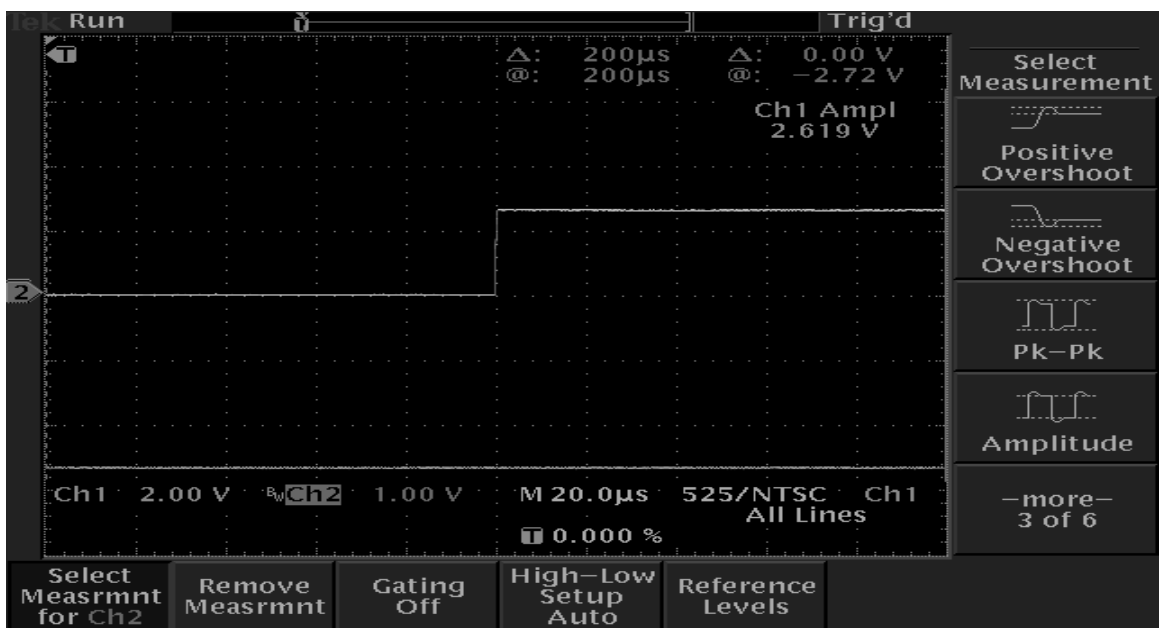 Tek Run Trig'd
T
Δ: 200µs Δ: 0.00 V
@: 200µs @: −2.72 V
Ch1 Ampl
2.619 V
2
Ch1 2.00 V BW Ch2 1.00 V M 20.0µs 525/NTSC Ch1
All Lines
T 0.000 %
Select
Measurement
Positive
Overshoot
Negative
Overshoot
Pk−Pk
Amplitude
−more−
3 of 6
Select
Measrmnt
for Ch2
Remove
Measrmnt
Gating
Off
High−Low
Setup
Auto
Reference
Levels